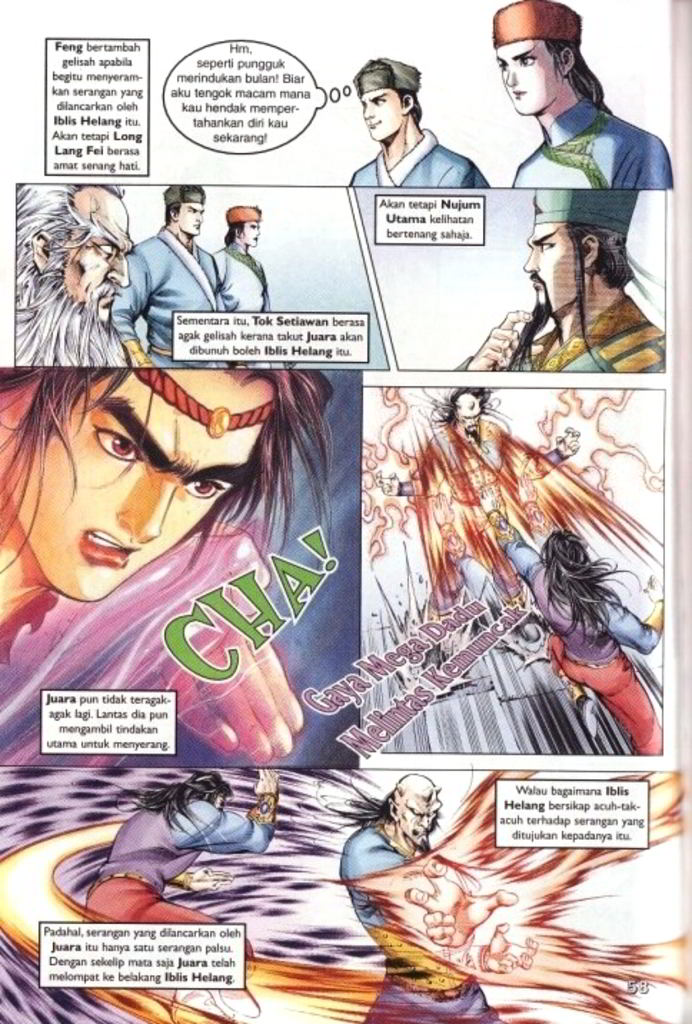 Feng bertambah
gelisah apabila
begitu menyeram-
kan serangan yang
dilancarkan oleh
Iblis Helang itu.
Akan tetapi Long
Lang Fei berasa
amat senang hati.
Hm,
seperti pungguk
merindukan bulan! Biar
aku tengok macam mana
kau hendak memper-
tahankan diri kau
sekarang!
Sementara itu, Tok Setiawan berasa
agak gelisah kerana takut Juara akan
dibunuh boleh Iblis Helang itu.
Akan tetapi Nujum
Utama kelihatan
bertenang sahaja.
CHA!
Juara pun tidak teragak-
agak lagi. Lantas dia pun
mengambil tindakan
utama untuk menyerang.
Gaya Mega Dadu
Melintas Kemuncak
Walau bagaimana Iblis
Helang bersikap acuh-tak-
acuh terhadap serangan yang
ditujukan kepadanya itu.
Padahal, serangan yang dilancarkan oleh
Juara itu hanya satu serangan palsu.
Dengan sekelip mata saja Juara telah
melompat ke belakang Iblis Helang.
58